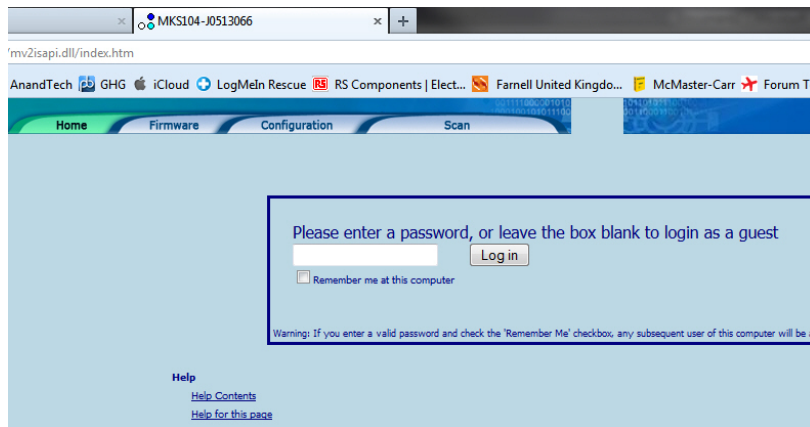 MKS104-J0513066
/mv2isapi.dll/index.htm
AnandTech GHG iCloud LogMeIn Rescue RS RS Components | Elect... Farnell United Kingdo... McMaster-Carr Forum T
Home Firmware Configuration Scan
Please enter a password, or leave the box blank to login as a guest
Log in
Remember me at this computer
Warning: If you enter a valid password and check the 'Remember Me' checkbox, any subsequent user of this computer will be a
Help
Help Contents
Help for this page